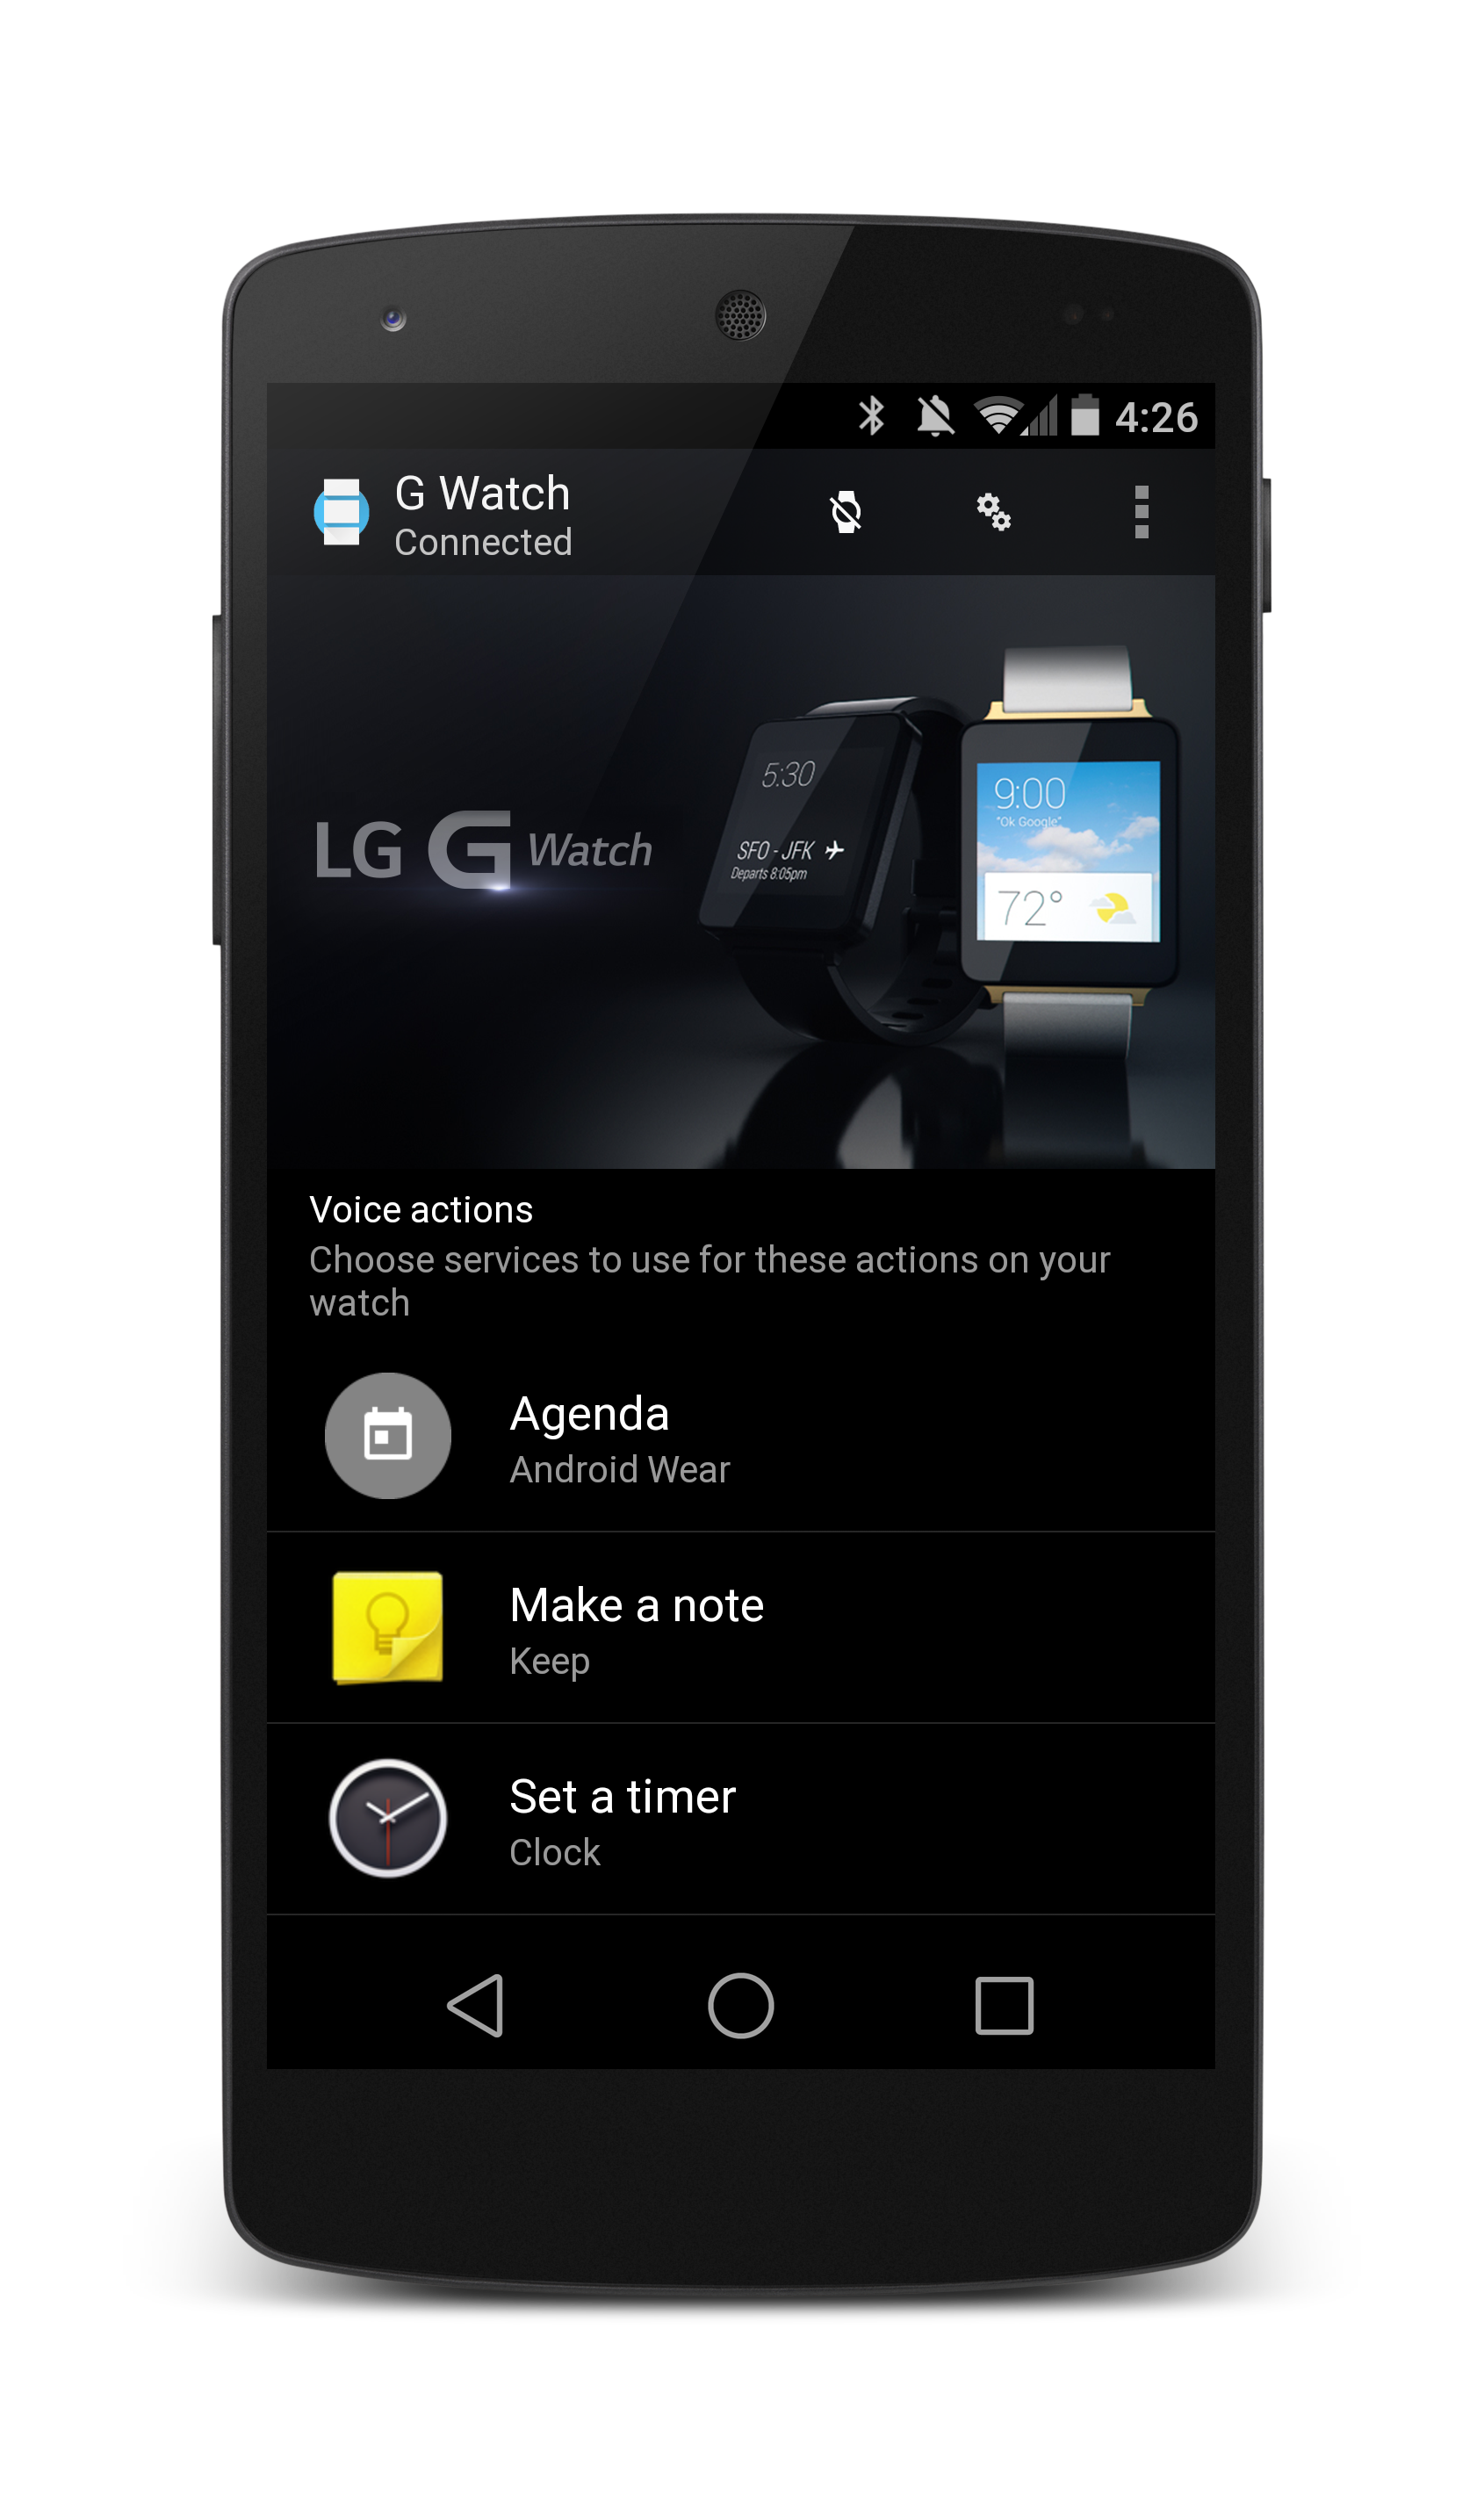 4:26
G Watch
Connected
LG G Watch
5:30
SFO - JFK
Departs 8:05pm
9:00
"Ok Google"
72°
Voice actions
Choose services to use for these actions on your
watch
Agenda
Android Wear
Make a note
Keep
Set a timer
Clock